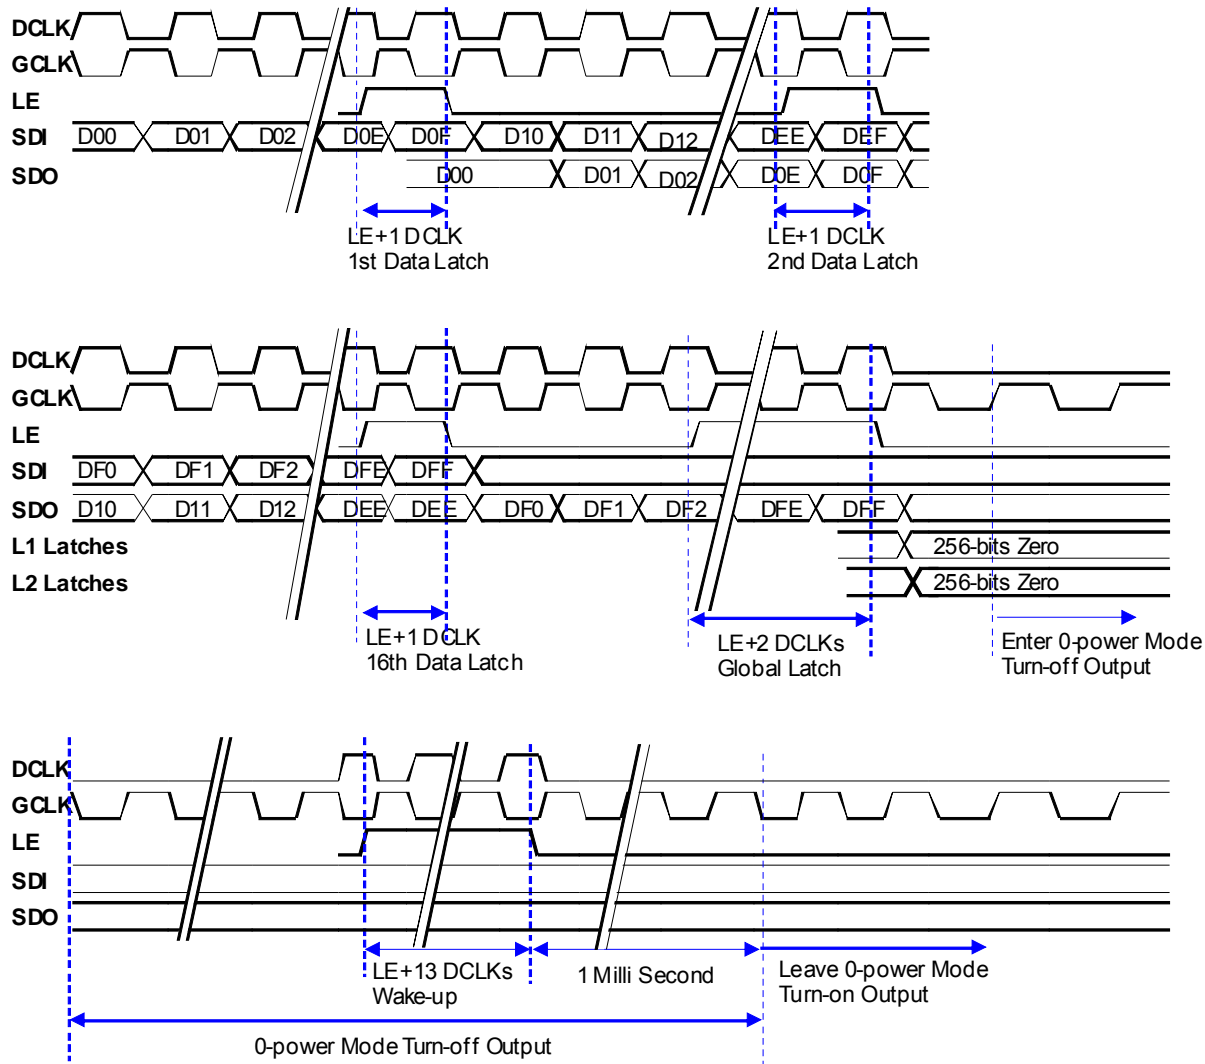 DCLK
GCLK
LE
SDI D00 D01 D02 D0E D0F D10 D11 D12 DEE DEF
SDO D00 D01 D02 D0E D0F
LE+1 DCLK
1st Data Latch
LE+1 DCLK
2nd Data Latch
DCLK
GCLK
LE
SDI DF0 DF1 DF2 DFE DFF
SDO D10 D11 D12 DEE DEE DF0 DF1 DF2 DFE DFF
L1 Latches 256-bits Zero
L2 Latches 256-bits Zero
LE+1 DCLK
16th Data Latch
LE+2 DCLKs
Global Latch
Enter 0-power Mode
Turn-off Output
DCLK
GCLK
LE
SDI
SDO
LE+13 DCLKs
Wake-up
1 Milli Second
Leave 0-power Mode
Turn-on Output
0-power Mode Turn-off Output